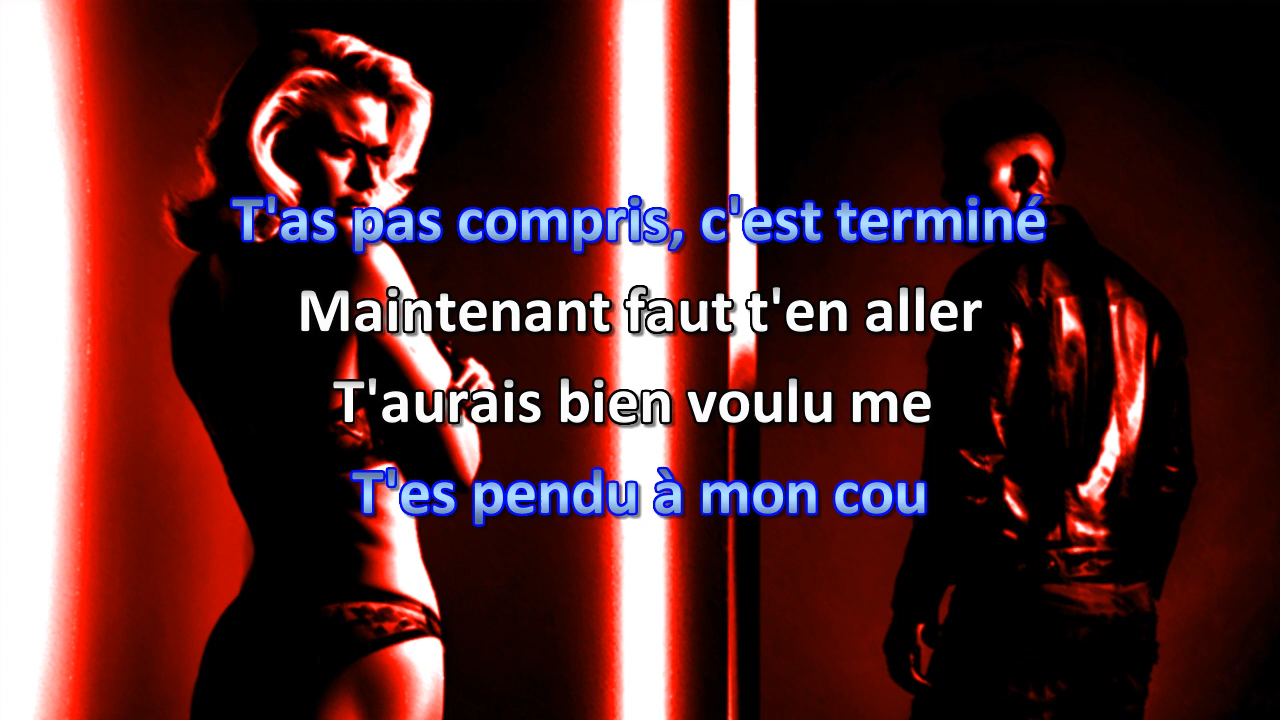 T'as pas compris, c'est terminé
Maintenant faut t'en aller
T'aurais bien voulu me
T'es pendu à mon cou